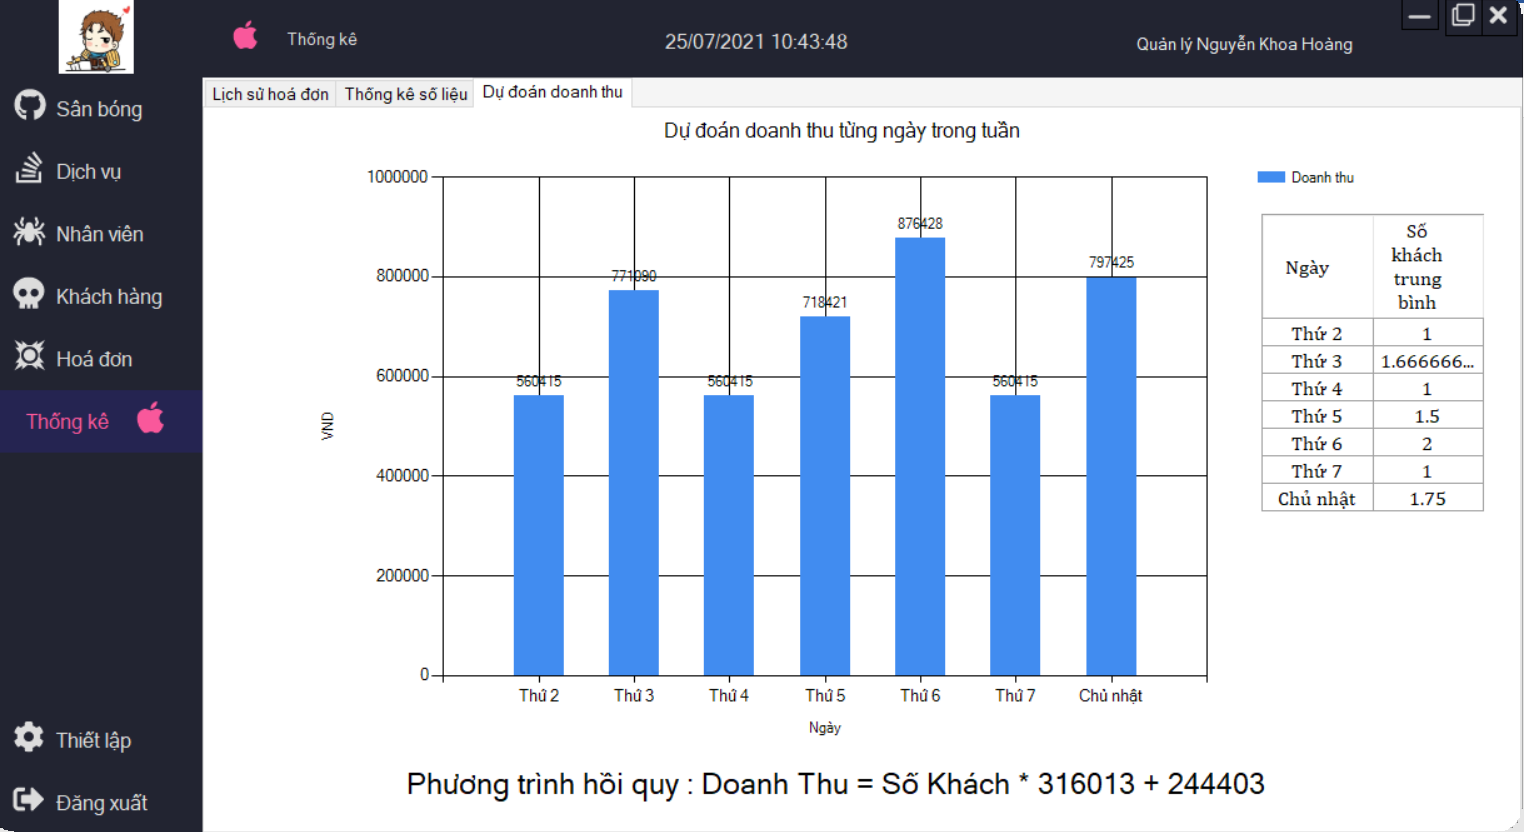 Thống kê
25/07/2021 10:43:48
Quản lý Nguyễn Khoa Hoàng
Sân bóng
Dịch vụ
Nhân viên
Khách hàng
Hoá đơn
Thống kê
Thiết lập
Đăng xuất
Lịch sử hoá đơn
Thống kê số liệu
Dự đoán doanh thu
Dự đoán doanh thu từng ngày trong tuần
1000000
800000
600000
400000
200000
0
VND
560415
771090
560415
718421
876428
560415
797425
Thứ 2
Thứ 3
Thứ 4
Thứ 5
Thứ 6
Thứ 7
Chủ nhật
Ngày
Doanh thu
Ngày
Số
khách
trung
bình
Thứ 2 1
Thứ 3 1.666666...
Thứ 4 1
Thứ 5 1.5
Thứ 6 2
Thứ 7 1
Chủ nhật 1.75
Phương trình hồi quy : Doanh Thu = Số Khách * 316013 + 244403